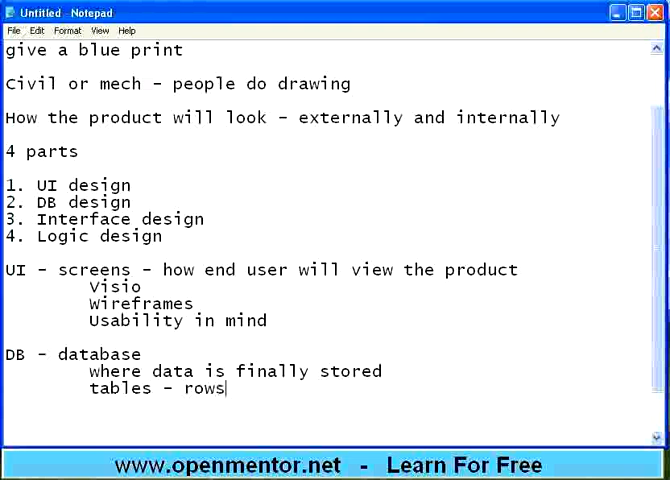 Untitled - Notepad
File Edit Format View Help
give a blue print
Civil or mech - people do drawing
How the product will look - externally and internally
4 parts
1. UI design
2. DB design
3. Interface design
4. Logic design
UI - screens - how end user will view the product
Visio
Wireframes
Usability in mind
DB - database
where data is finally stored
tables - rows
www.openmentor.net - Learn For Free